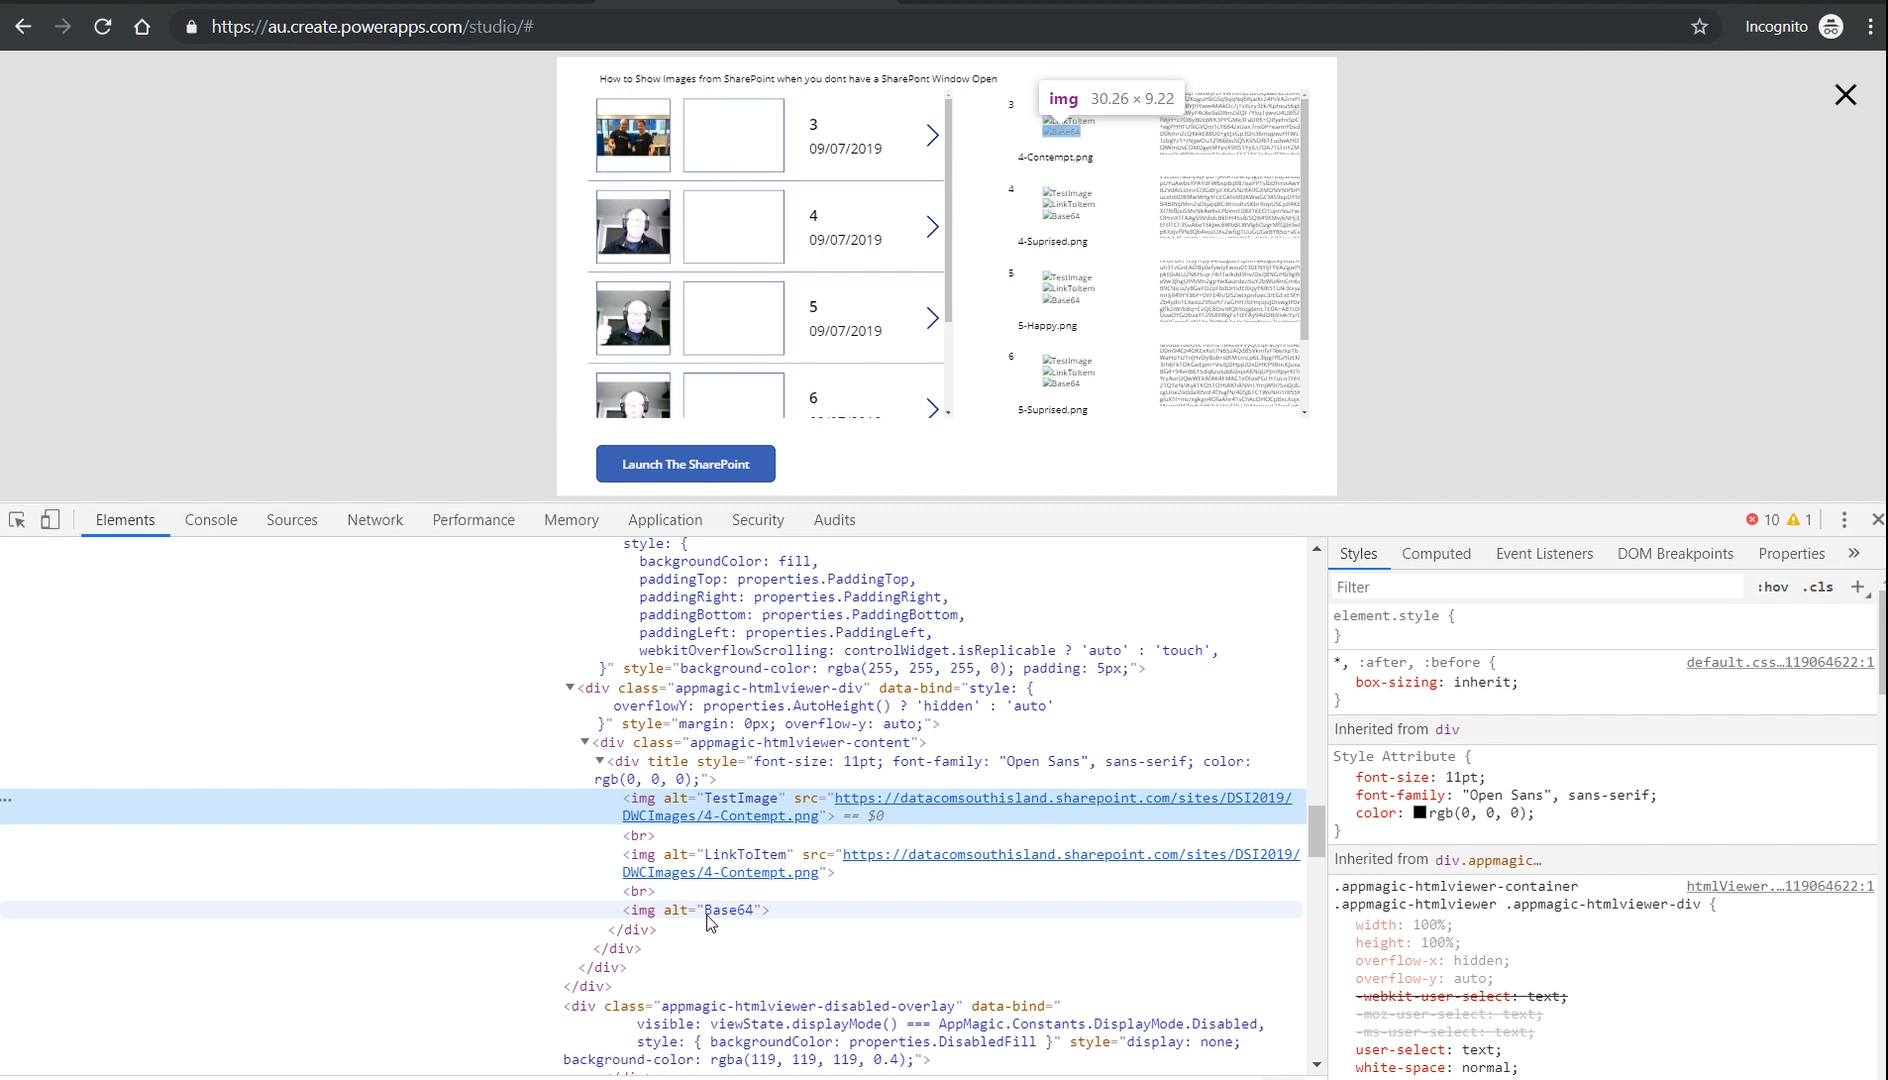 https://au.create.powerapps.com/studio/#
Incognito
How to Show Images from SharePoint when you dont have a SharePont Window Open
img 30.26 × 9.22
3
09/07/2019
4
09/07/2019
5
09/07/2019
6
3
LinkToItem
Base64
4-Contempt.png
4
TestImage
LinkToItem
Base64
4-Suprised.png
5
TestImage
LinkToItem
Base64
5-Happy.png
6
TestImage
LinkToItem
Base64
5-Suprised.png
Launch The SharePoint
Elements Console Sources Network Performance Memory Application Security Audits
10 1
style: {
backgroundColor: fill,
paddingTop: properties.PaddingTop,
paddingRight: properties.PaddingRight,
paddingBottom: properties.PaddingBottom,
paddingLeft: properties.PaddingLeft,
webkitOverflowScrolling: controlWidget.isReplicable ? 'auto' : 'touch',
}" style="background-color: rgba(255, 255, 255, 0); padding: 5px;">
<div class="appmagic-htmlviewer-div" data-bind="style: {
overflowY: properties.AutoHeight() ? 'hidden' : 'auto'
}" style="margin: 0px; overflow-y: auto;">
<div class="appmagic-htmlviewer-content">
<div title style="font-size: 11pt; font-family: "Open Sans", sans-serif; color:
rgb(0, 0, 0);">
... <img alt="TestImage" src="https://datacomsouthisland.sharepoint.com/sites/DSI2019/
DWCImages/4-Contempt.png"> == $0
<br>
<img alt="LinkToItem" src="https://datacomsouthisland.sharepoint.com/sites/DSI2019/
DWCImages/4-Contempt.png">
<br>
<img alt="Base64">
</div>
</div>
</div>
</div>
<div class="appmagic-htmlviewer-disabled-overlay" data-bind="
visible: viewState.displayMode() === AppMagic.Constants.DisplayMode.Disabled,
style: { backgroundColor: properties.DisabledFill }" style="display: none;
background-color: rgba(119, 119, 119, 0.4);">
Styles Computed Event Listeners DOM Breakpoints Properties »
Filter
:hov .cls +
element.style {
}
*, :after, :before { default.css…119064622:1
box-sizing: inherit;
}
Inherited from div
Style Attribute {
font-size: 11pt;
font-family: "Open Sans", sans-serif;
color: rgb(0, 0, 0);
}
Inherited from div.appmagic…
.appmagic-htmlviewer-container htmlViewer.…119064622:1
.appmagic-htmlviewer .appmagic-htmlviewer-div {
width: 100%;
height: 100%;
overflow-x: hidden;
overflow-y: auto;
-webkit-user-select: text;
-moz-user-select: text;
-ms-user-select: text;
user-select: text;
white-space: normal;